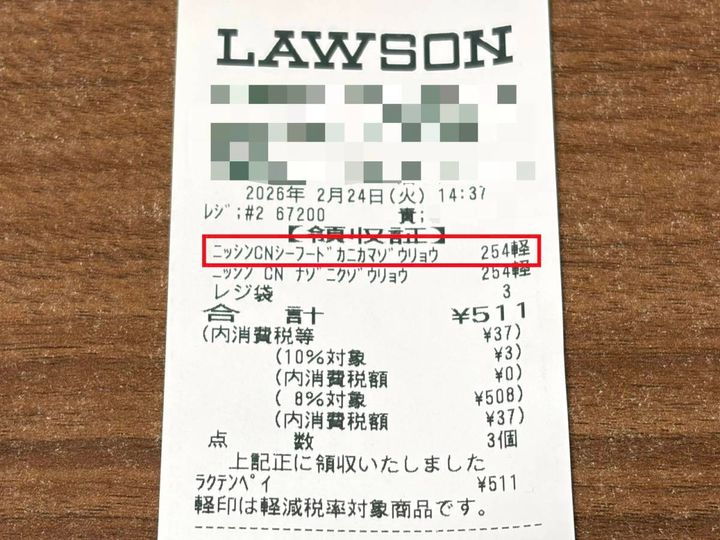 LAWSON
2026年 2月24日(火) 14:37
ﾚｼﾞ;#2 67200 責;
【領収証】
ﾆｯｼﾝCNｼｰﾌｰﾄﾞｶﾆｶﾏｿﾞｳﾘｮｳ 254軽
ﾆｯｼﾝ CN ﾅｿﾞﾆｸｿﾞｳﾘｮｳ 254軽
レジ袋 3
合 計 ¥511
(内消費税等 ¥37)
(10%対象 ¥3)
(内消費税額 ¥0)
( 8%対象 ¥508)
(内消費税額 ¥37)
点 数 3個
上記正に領収いたしました
ﾗｸﾃﾝﾍﾟｲ ¥511
軽印は軽減税率対象商品です。